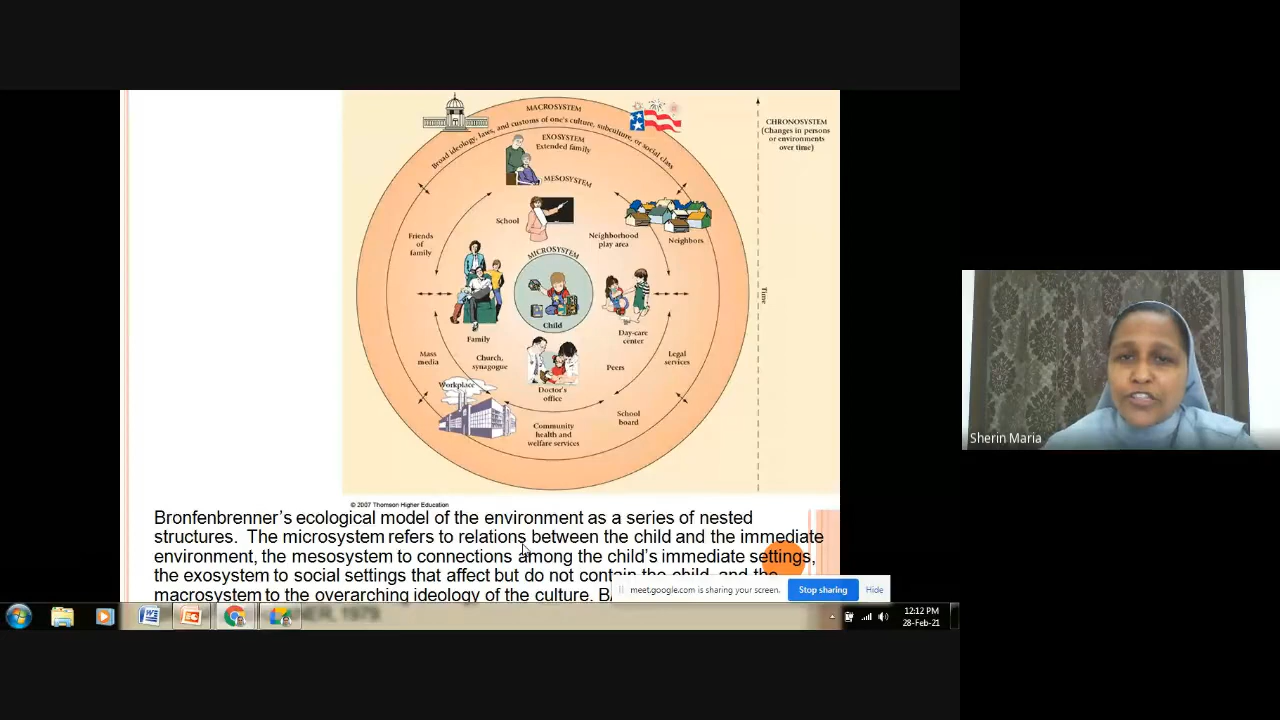 MACROSYSTEM
Broad ideology, laws, and customs of one's culture, subculture, or social class
EXOSYSTEM
Extended family
MESOSYSTEM
School
Neighborhood
play area
Neighbors
Friends
of
family
MICROSYSTEM
Child
Family
Day-care
center
Mass
media
Church,
synagogue
Peers
Legal
services
Workplace
Doctor's
office
School
board
Community
health and
welfare services
CHRONOSYSTEM
(Changes in persons
or environments
over time)
Time
© 2007 Thomson Higher Education
Bronfenbrenner's ecological model of the environment as a series of nested
structures. The microsystem refers to relations between the child and the immediate
environment, the mesosystem to connections among the child's immediate settings,
the exosystem to social settings that affect but do not contain the child, and the
macrosystem to the overarching ideology of the culture.
meet.google.com is sharing your screen.
Stop sharing
Hide
1979
12:12 PM
28-Feb-21
Sherin Maria